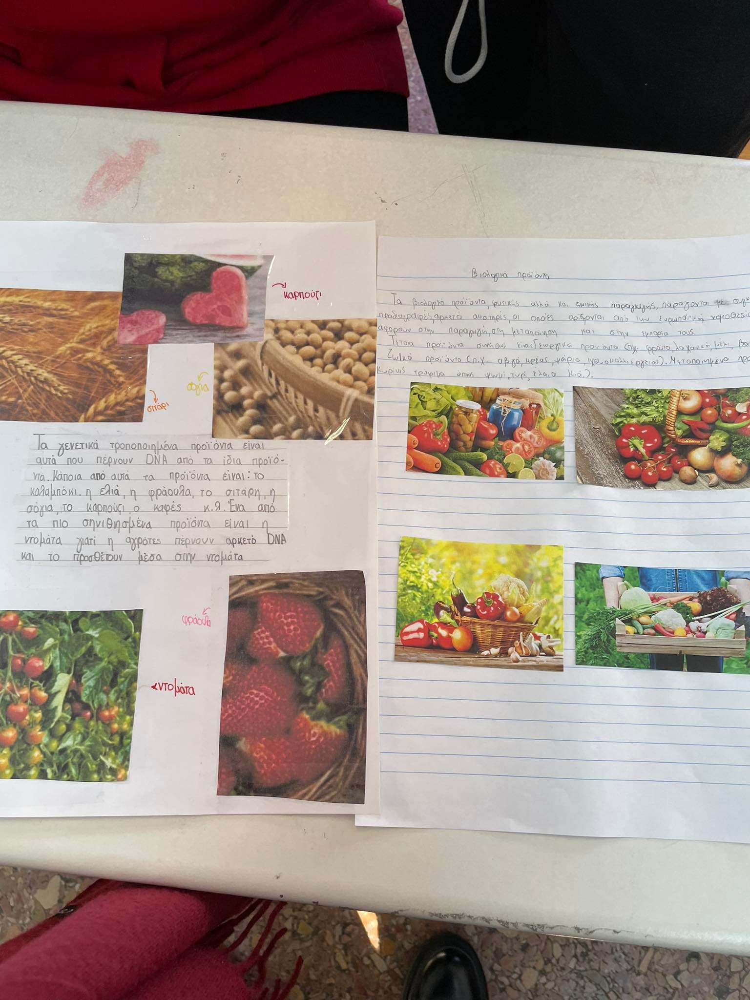 καρπούζι
σόγια
σιτάρι
Τα γενετικά τροποποιημένα προϊόντα είναι
αυτά που πέρνουν DNA από τα ίδια προϊό-
ντα. Κάποια από αυτά τα προϊόντα είναι: το
καλαμπόκι, η ελιά, η φράουλα, το σιτάρη, η
σόγια, το καρπούζι, ο καφές κ.λ. Ένα από
τα πιο σηνιθησμένα προϊόντα είναι η
ντομάτα γιατί η αγρότες πέρνουν αρκετό DNA
και το προσθέτουν μέσα στην ντομάτα
φράουλα
ντομάτα
Βιολογικά προϊόντα
Τα βιολογικά προϊόντα, φυτικής αλλά και ζωικής παραγωγής, παράγονται με
προδιαγραφές, αρκετά αυστηρές, οι οποίες ορίζονται από την ευρωπαϊκή
αφορούν στην παραγωγή, στη μεταποίηση και στην εμπορία τους.
Τέτοια προϊόντα συνήθως είναι: Γεωργικά προϊόντα (πχ. φρούτα, λαχανικά, μέλι,
Ζωικά προϊόντα (π.χ. αβγά, κρέας, ψάρια, ιχθυοκαλλιέργειας). Μεταποιημένα
κυρίως τρόφιμα όπως ψωμί, τυρί, έλαια κ.ά.).